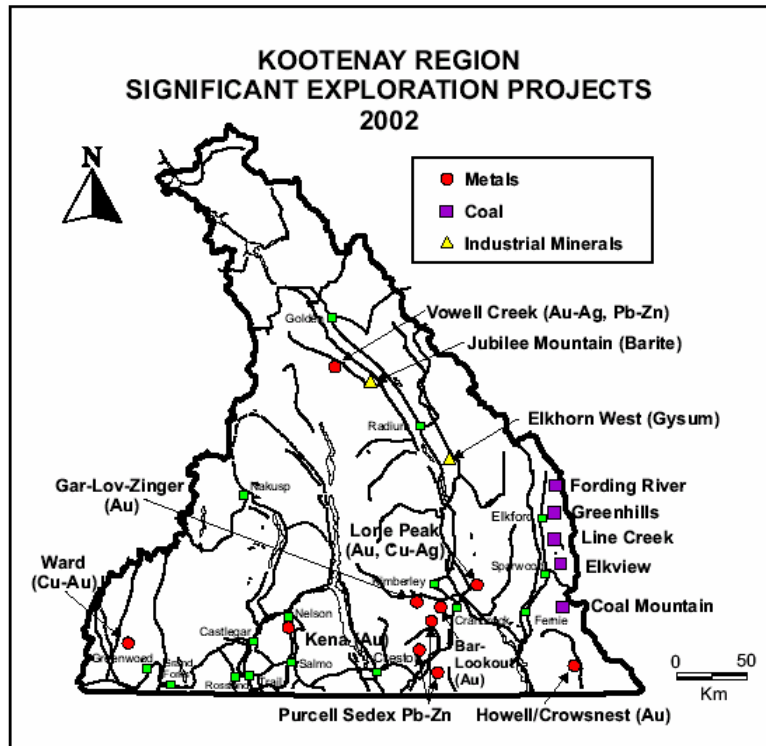 KOOTENAY REGION
SIGNIFICANT EXPLORATION PROJECTS
2002
N
Metals
Coal
Industrial Minerals
Vowell Creek (Au-Ag, Pb-Zn)
Golden
Jubilee Mountain (Barite)
Radium
Elkhorn West (Gysum)
Gar-Lov-Zinger
(Au)
Nakusp
Fording River
Elkford
Greenhills
Lone Peak
(Au, Cu-Ag)
Line Creek
Ward
(Cu-Au)
Kimberley
Sparwood
Elkview
Nelson
Cranbrook
Fernie
Coal Mountain
Castlegar
Kena (Au)
Bar-
Lookout
(Au)
Greenwood
Grand
Forks
Rossland
Trail
Salmo
Creston
0 50
Km
Purcell Sedex Pb-Zn
Howell/Crowsnest (Au)